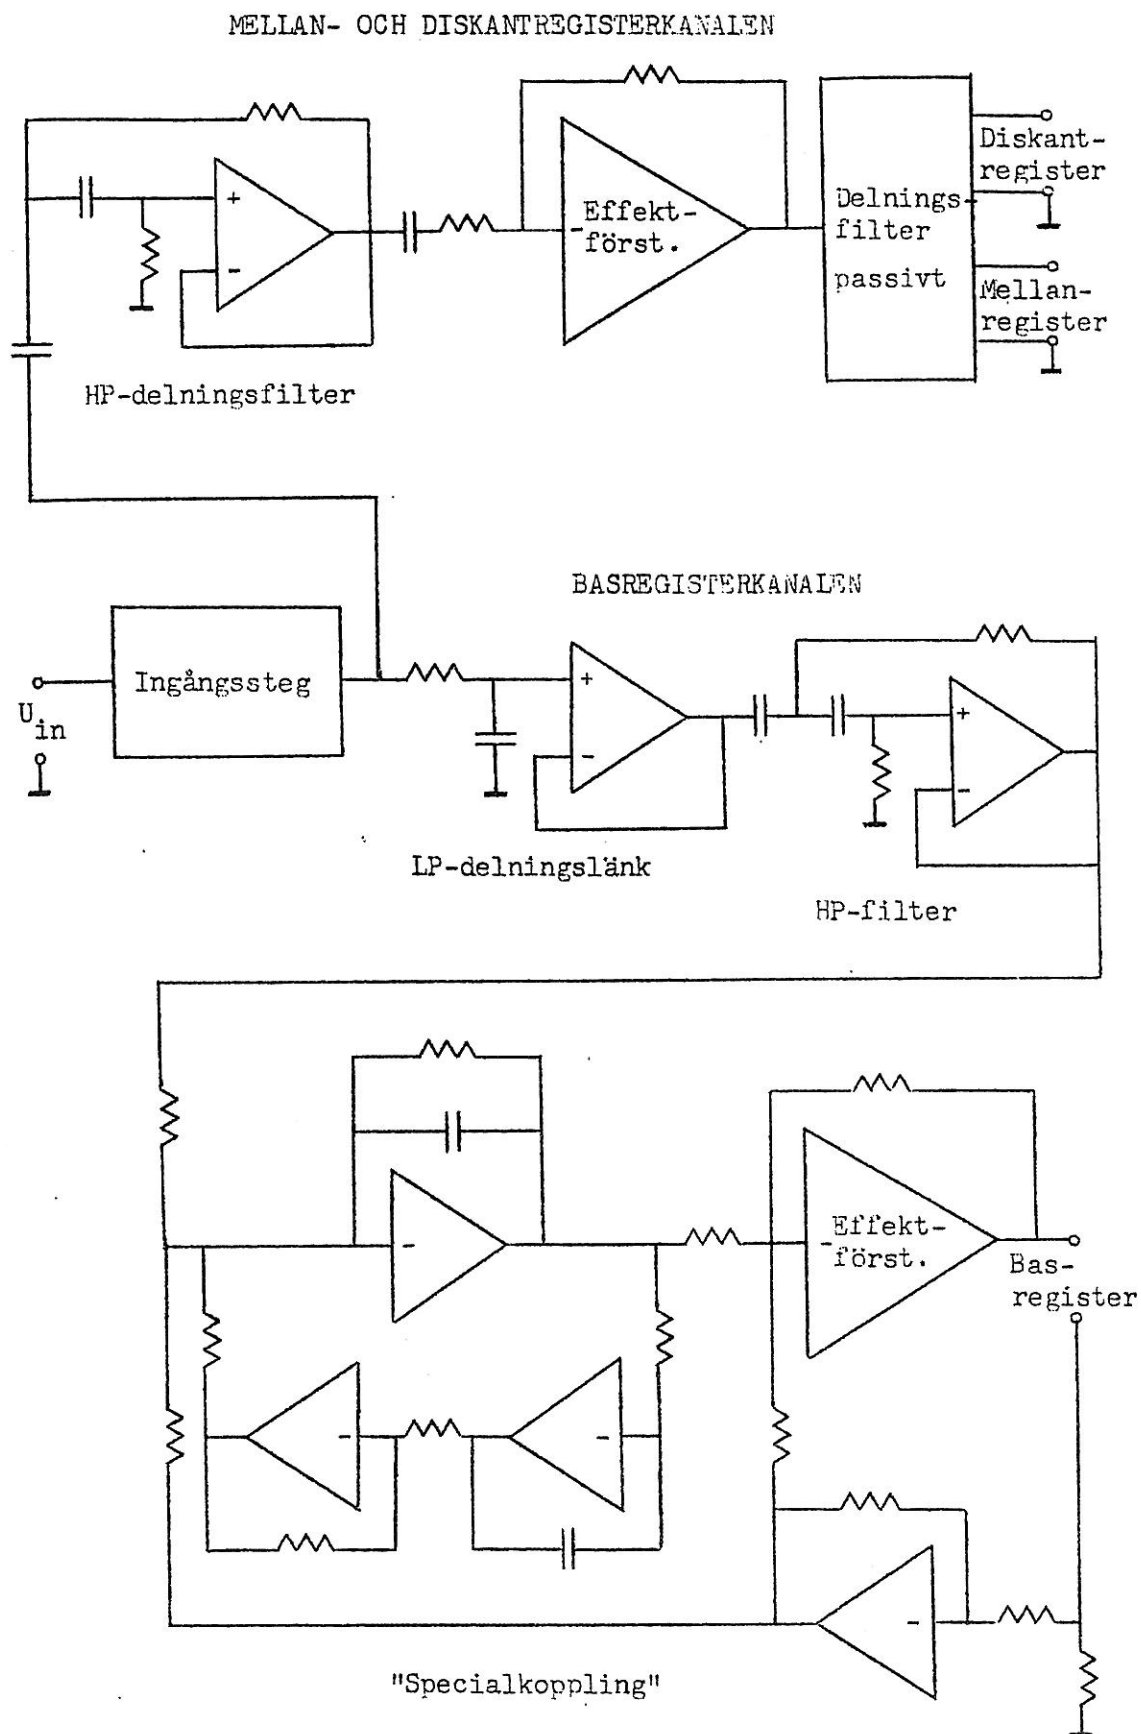 MELLAN- OCH DISKANTREGISTERKANALEN
Diskant-
register
Effekt-
först.
Delnings-
filter
passivt
Mellan-
register
+
-
-
HP-delningsfilter
BASREGISTERKANALEN
Ingångssteg
U in
+
-
+
-
LP-delningslänk
HP-filter
Effekt-
först.
-
-
Bas-
register
-
-
-
"Specialkoppling"